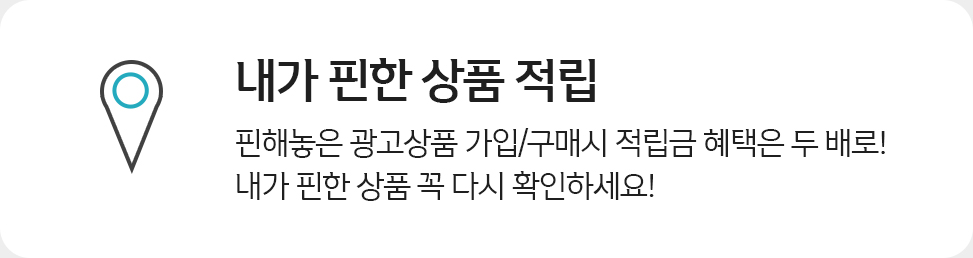 내가 핀한 상품 적립
핀해놓은 광고상품 가입/구매시 적립금 혜택은 두 배로!
내가 핀한 상품 꼭 다시 확인하세요!